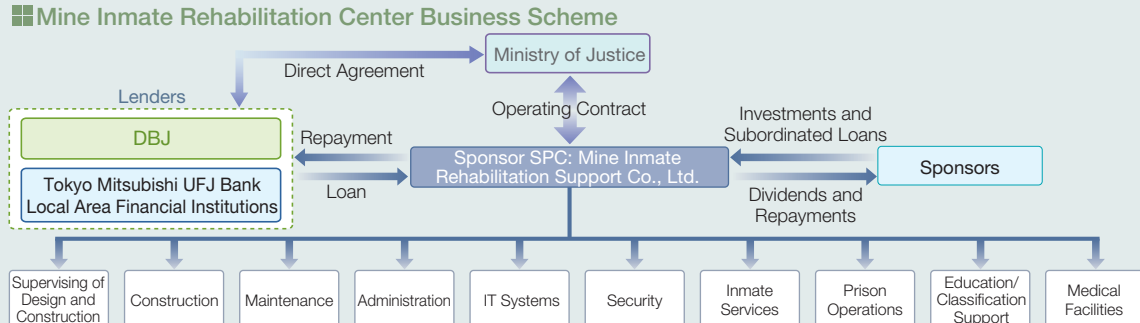 Mine Inmate Rehabilitation Center Business Scheme
Ministry of Justice
Direct Agreement
Lenders
Operating Contract
DBJ
Tokyo Mitsubishi UFJ Bank
Local Area Financial Institutions
Repayment
Loan
Sponsor SPC: Mine Inmate
Rehabilitation Support Co., Ltd.
Investments and
Subordinated Loans
Dividends and
Repayments
Sponsors
Supervising of
Design and
Construction
Construction
Maintenance
Administration
IT Systems
Security
Inmate
Services
Prison
Operations
Education/
Classification
Support
Medical
Facilities